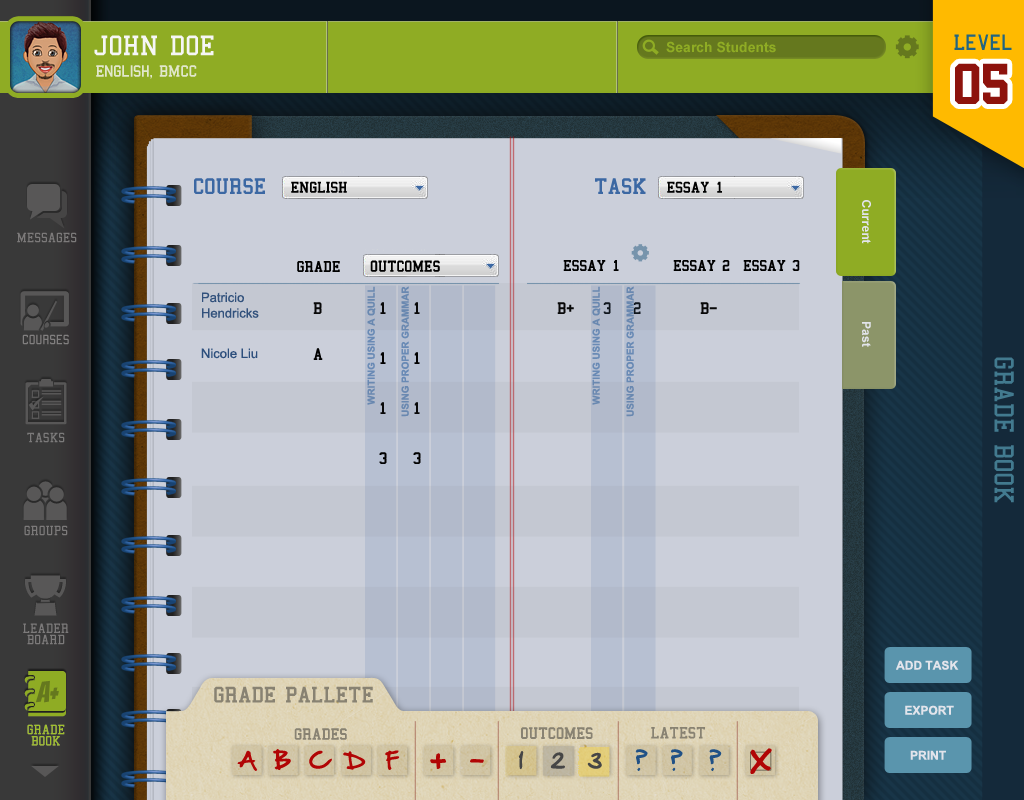 JOHN DOE
ENGLISH, BMCC
Search Students
LEVEL
05
MESSAGES
COURSES
TASKS
GROUPS
LEADER
BOARD
A+
GRADE
BOOK
COURSE ENGLISH
TASK ESSAY 1
GRADE OUTCOMES
ESSAY 1 ESSAY 2 ESSAY 3
WRITING USING A QUILL
USING PROPER GRAMMAR
WRITING USING A QUILL
USING PROPER GRAMMAR
Patricio
Hendricks B 1 1 B+ 3 2 B-
Nicole Liu A 1 1
1 1
3 3
Current
Past
GRADE BOOK
ADD TASK
EXPORT
PRINT
GRADE PALLETE
GRADES OUTCOMES LATEST
A B C D F + - 1 2 3 ? ? ? X